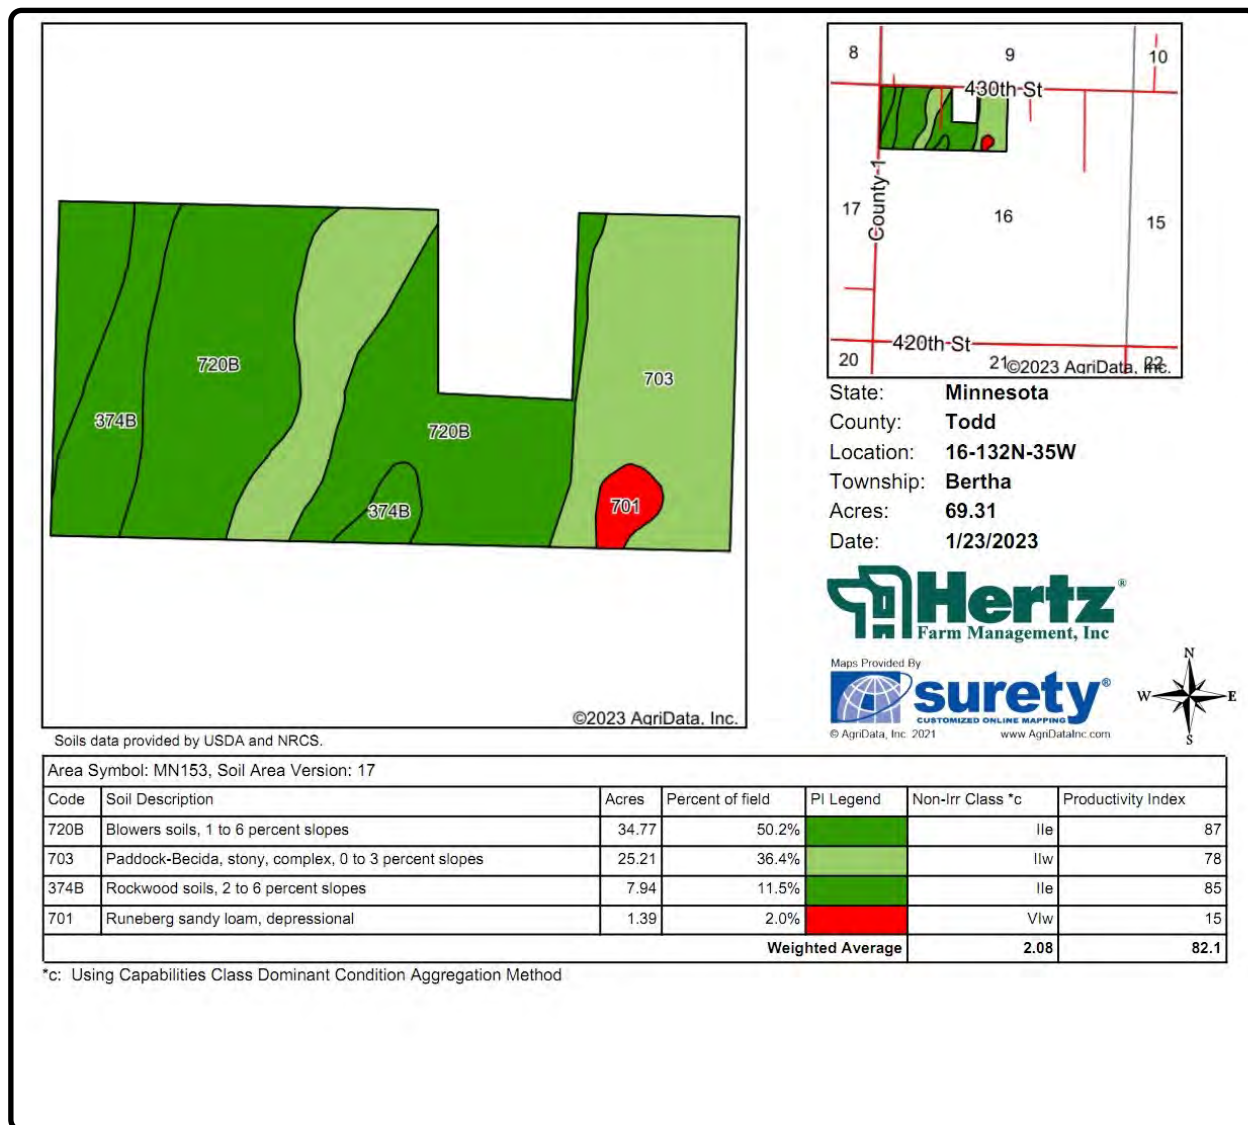 720B
703
374B
720B
374B
701
©2023 AgriData, Inc.
Soils data provided by USDA and NRCS.
8
9
10
430th St
County 1
17
16
15
420th St
20
21
22
©2023 AgriData, Inc.
State: Minnesota
County: Todd
Location: 16-132N-35W
Township: Bertha
Acres: 69.31
Date: 1/23/2023
Hertz®
Farm Management, Inc
Maps Provided By
surety®
CUSTOMIZED ONLINE MAPPING
© AgriData, Inc. 2021 www.AgriDataInc.com
N
W E
S
Area Symbol: MN153, Soil Area Version: 17
Code Soil Description Acres Percent of field PI Legend Non-Irr Class *c Productivity Index
720B Blowers soils, 1 to 6 percent slopes 34.77 50.2% IIe 87
703 Paddock-Becida, stony, complex, 0 to 3 percent slopes 25.21 36.4% IIw 78
374B Rockwood soils, 2 to 6 percent slopes 7.94 11.5% IIe 85
701 Runeberg sandy loam, depressional 1.39 2.0% VIw 15
Weighted Average 2.08 82.1
*c: Using Capabilities Class Dominant Condition Aggregation Method